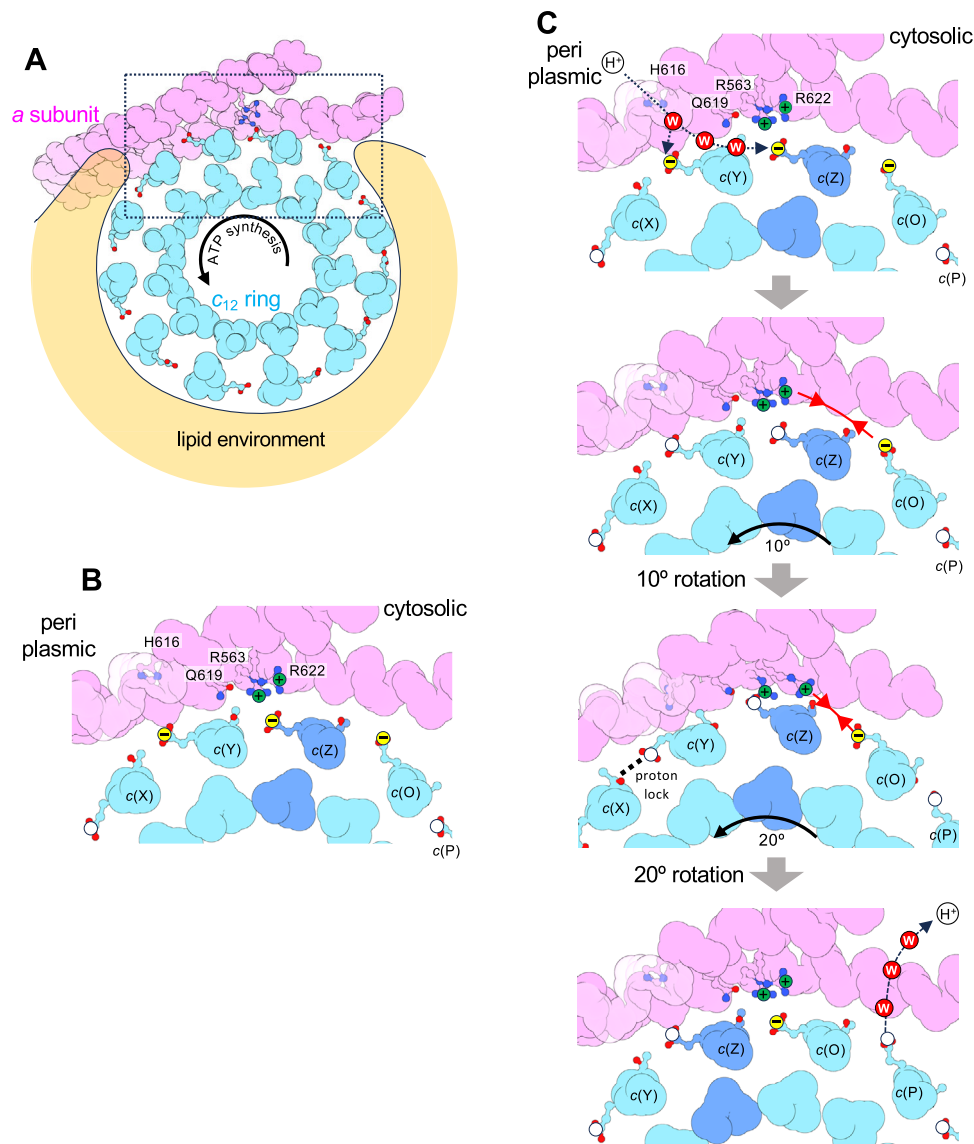 A
a subunit
ATP synthesis
c12 ring
lipid environment
B
peri
plasmic
cytosolic
H616
R563
Q619
R622
+
+
−
−
−
c(Y)
c(Z)
c(X)
c(O)
c(P)
C
peri
plasmic
cytosolic
H+
H616
R563
Q619
R622
W
W
W
+
+
−
−
−
c(Y)
c(Z)
c(X)
c(O)
c(P)
+
+
−
c(Y)
c(Z)
c(X)
c(O)
10º
c(P)
10º rotation
+
+
−
c(Y)
c(Z)
proton
lock
c(X)
c(O)
c(P)
20º
20º rotation
H+
W
W
W
+
+
−
c(Z)
c(O)
c(Y)
c(P)